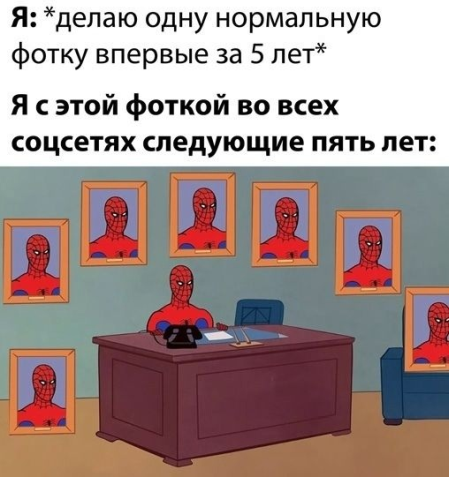 Я: *делаю одну нормальную
фотку впервые за 5 лет*
Я с этой фоткой во всех
соцсетях следующие пять лет: